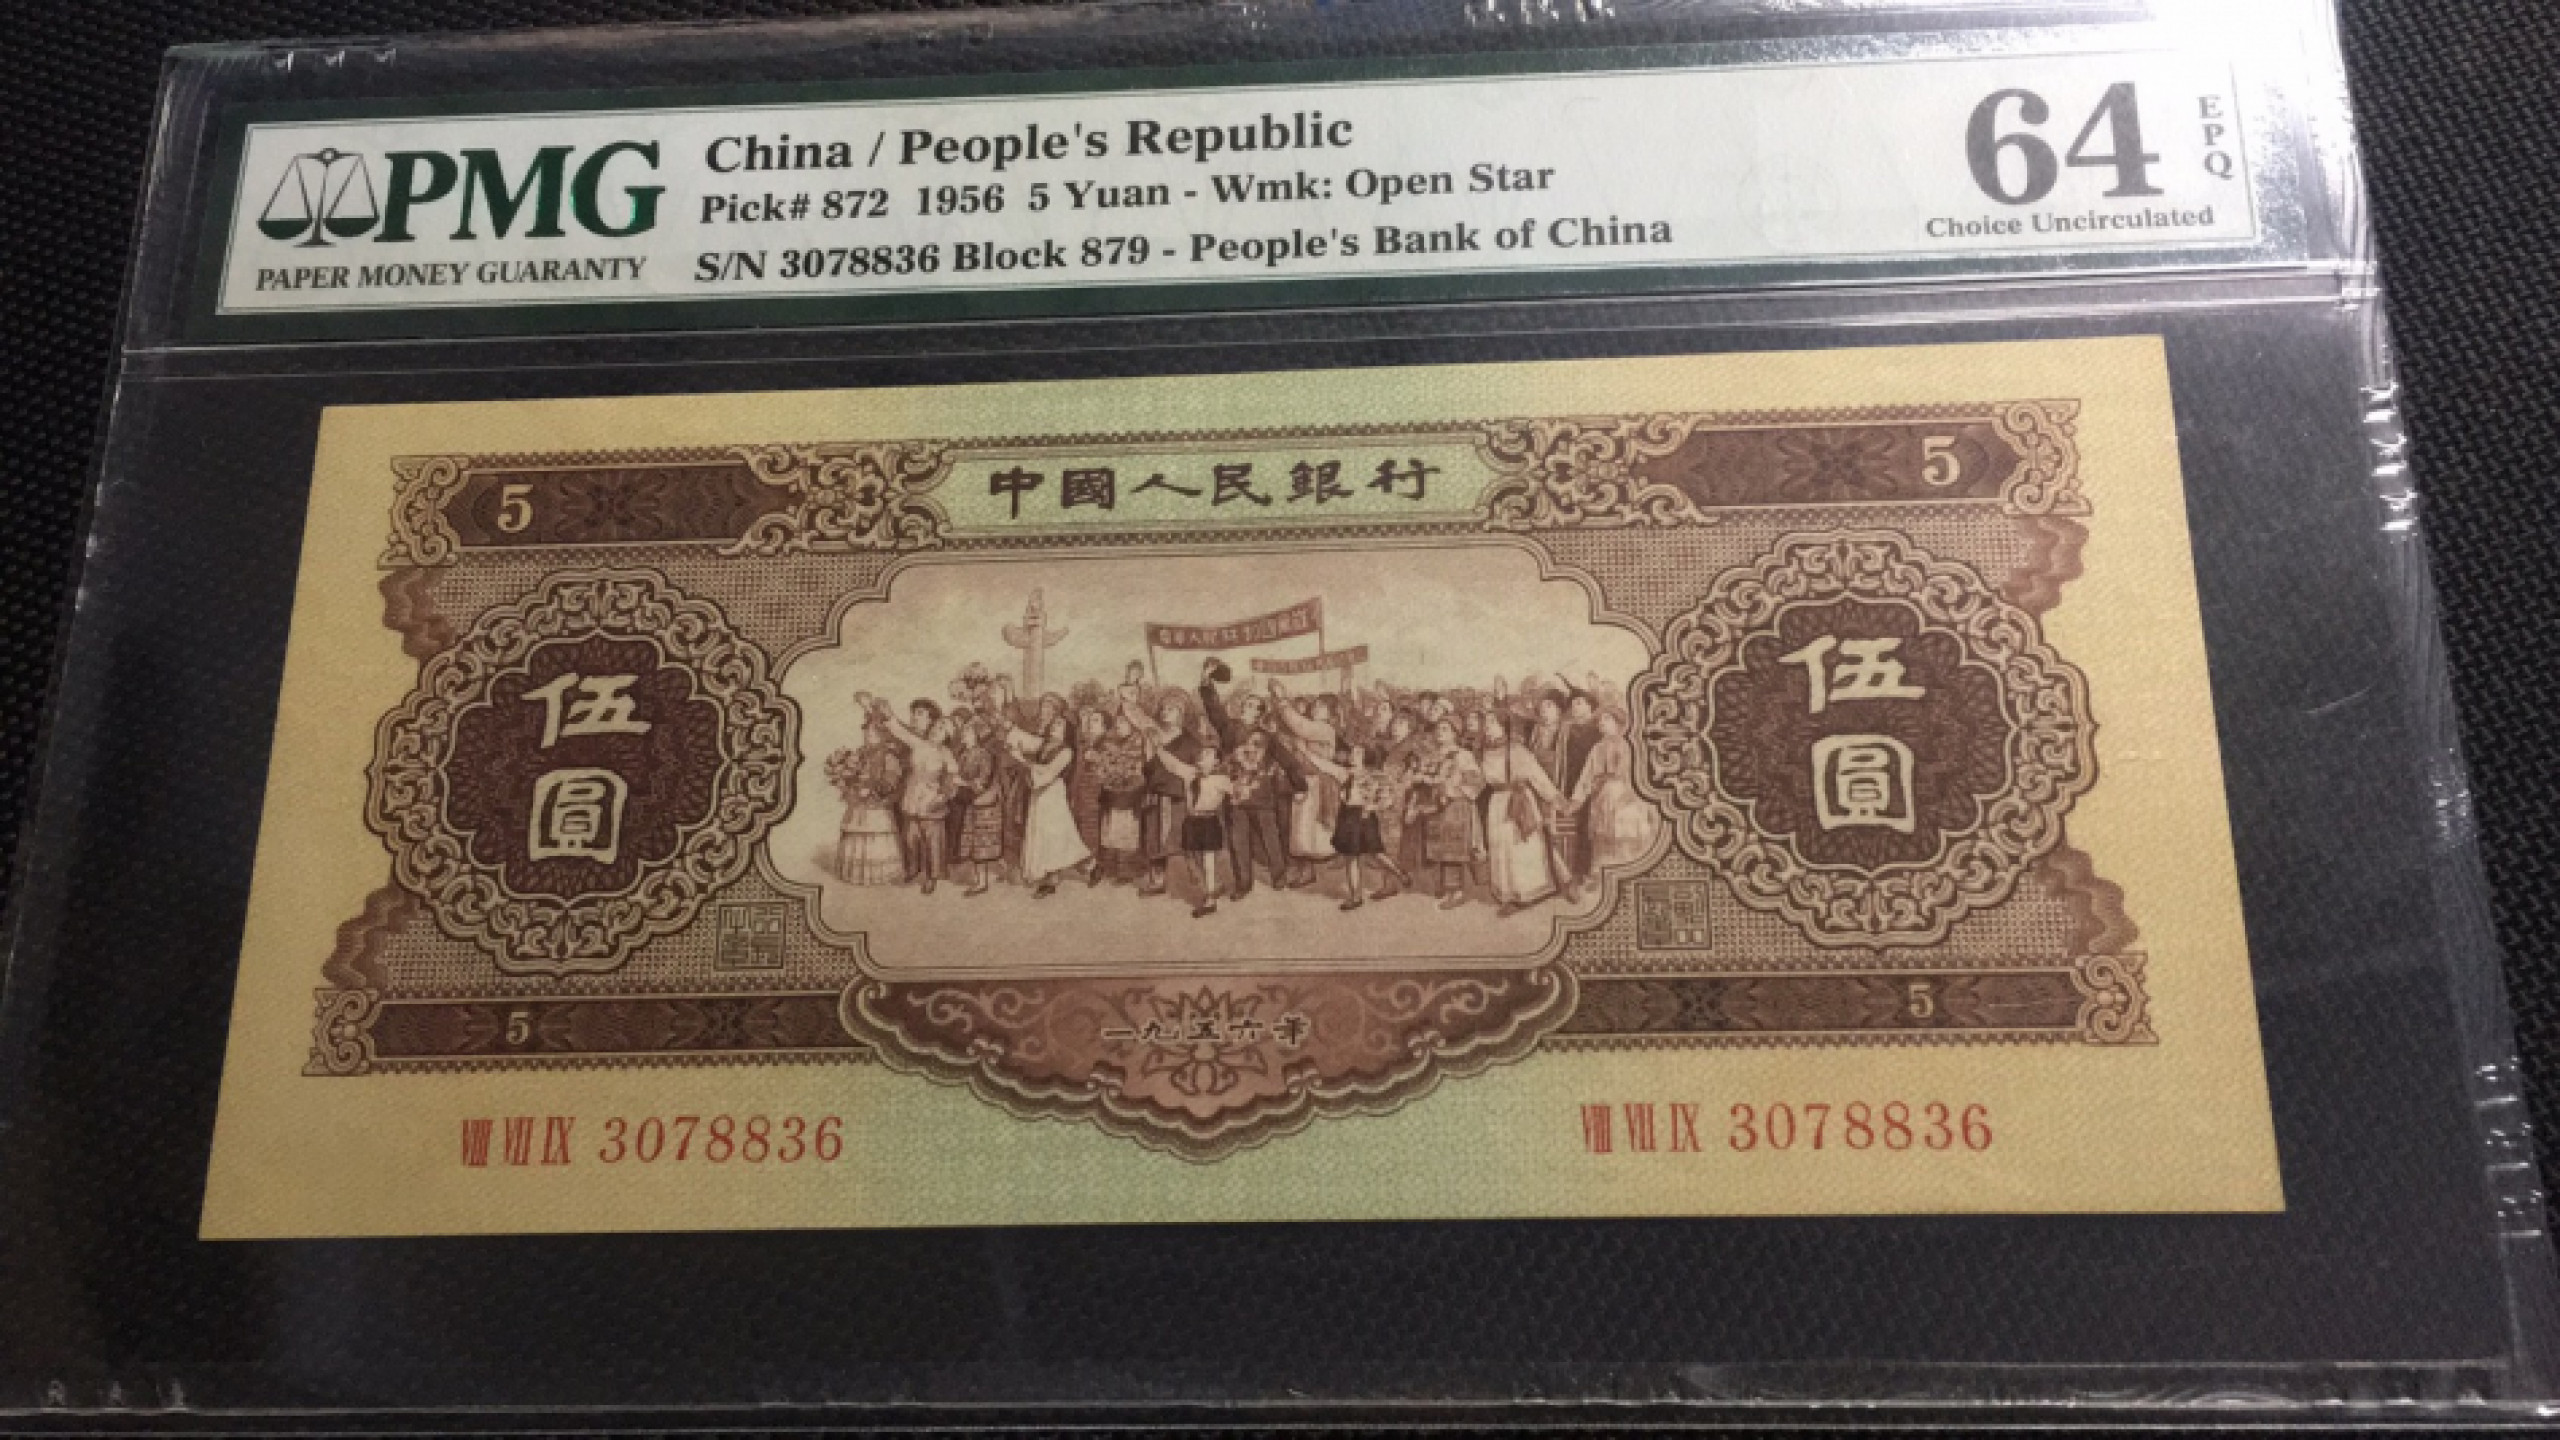 PMG
PAPER MONEY GUARANTY
China / People's Republic
Pick# 872 1956 5 Yuan - Wmk: Open Star
S/N 3078836 Block 879 - People's Bank of China
64
EPQ
Choice Uncirculated
5
中國人民銀行
5
伍圓
伍圓
5
一九五六年
5
VIII VII IX 3078836
VIII VII IX 3078836